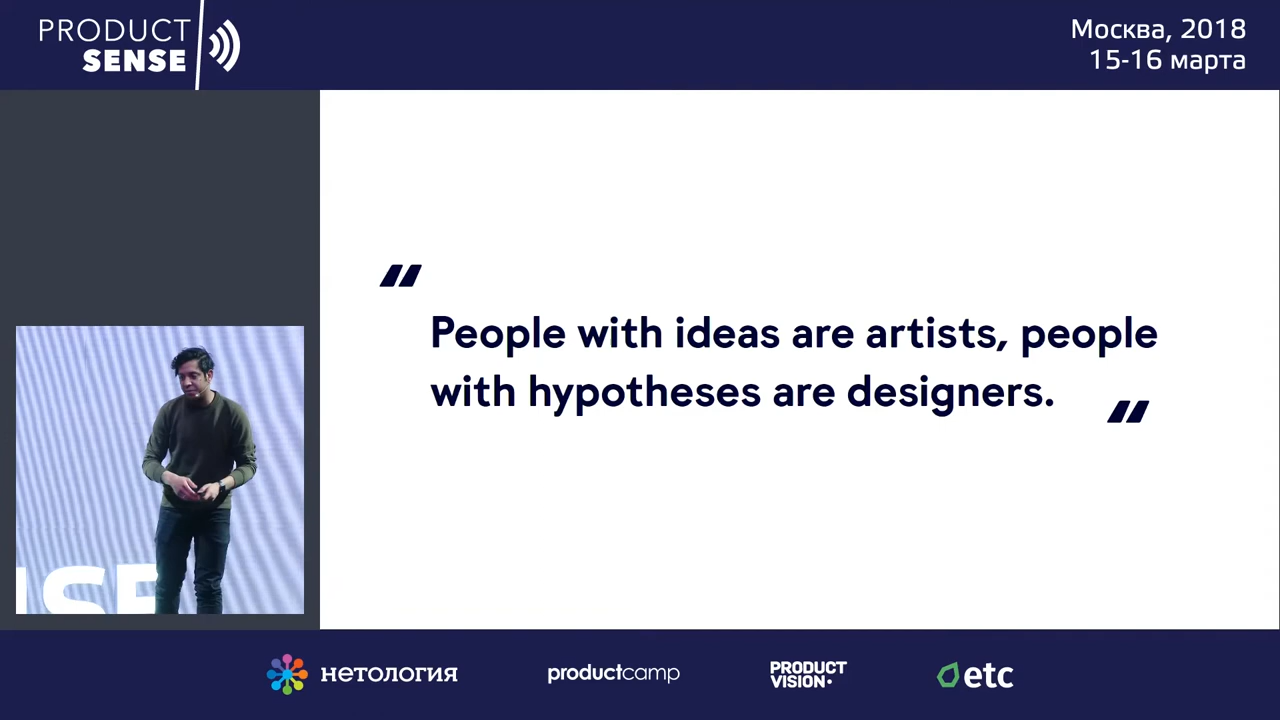 PRODUCT
SENSE
Москва, 2018
15-16 марта
“
People with ideas are artists, people
with hypotheses are designers.
“
нетология
productcamp
PRODUCT
VISION·
etc